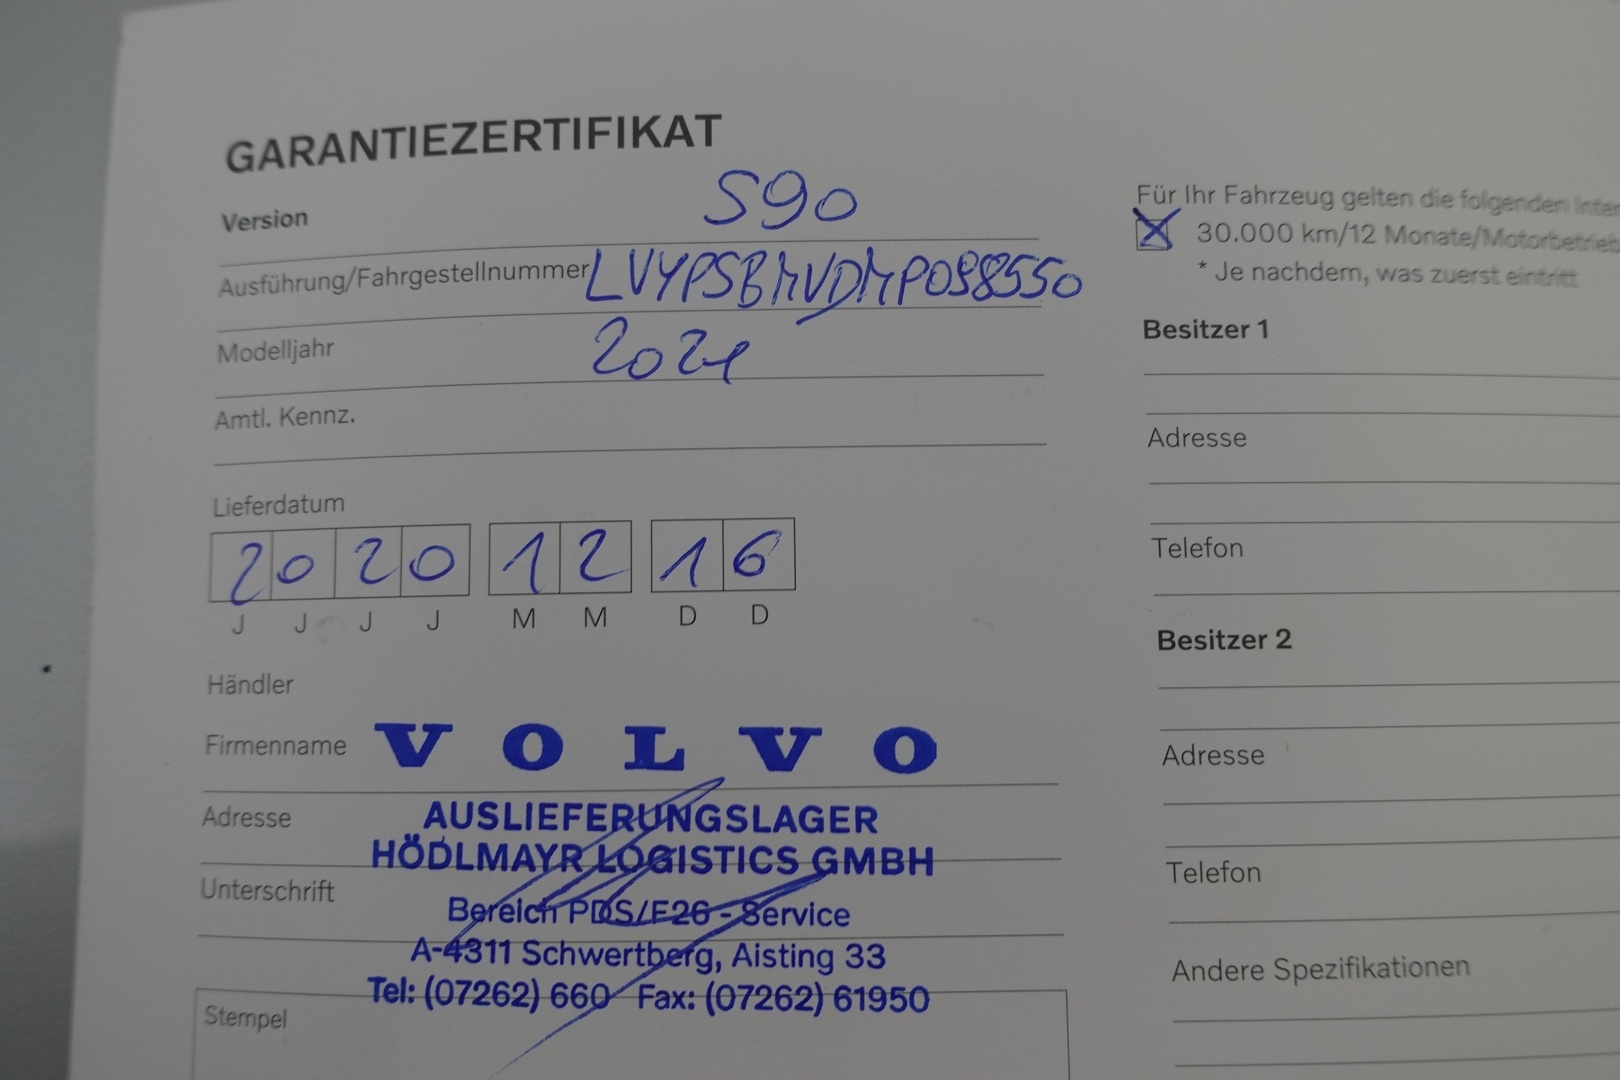 GARANTIEZERTIFIKAT
Version S90
Ausführung/Fahrgestellnummer LVYPSBMVDMP098550
Modelljahr 2021
Amtl. Kennz.
Lieferdatum
2020 12 16
J J J J M M D D
Händler
Firmenname VOLVO
Adresse AUSLIEFERUNGSLAGER
HÖDLMAYR LOGISTICS GMBH
Unterschrift
Bereich PDS/F26 - Service
A-4311 Schwertberg, Aisting 33
Tel: (07262) 660 Fax: (07262) 61950
Stempel
Für Ihr Fahrzeug gelten die folgenden Inter
30.000 km/12 Monate/Motorbetrieb
* Je nachdem, was zuerst eintritt
Besitzer 1
Adresse
Telefon
Besitzer 2
Adresse
Telefon
Andere Spezifikationen